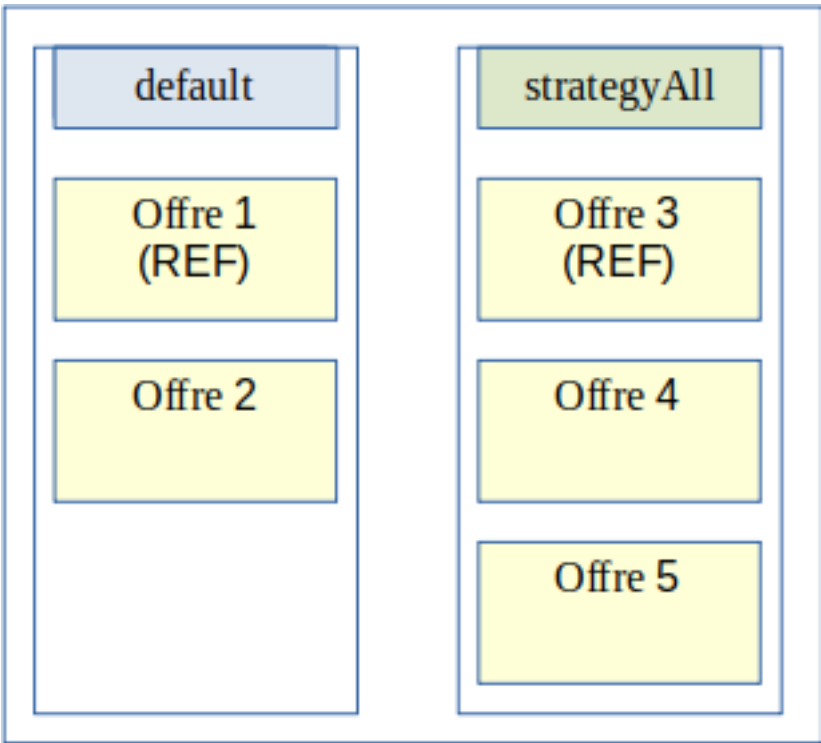 default
Offre 1
(REF)
Offre 2
strategyAll
Offre 3
(REF)
Offre 4
Offre 5